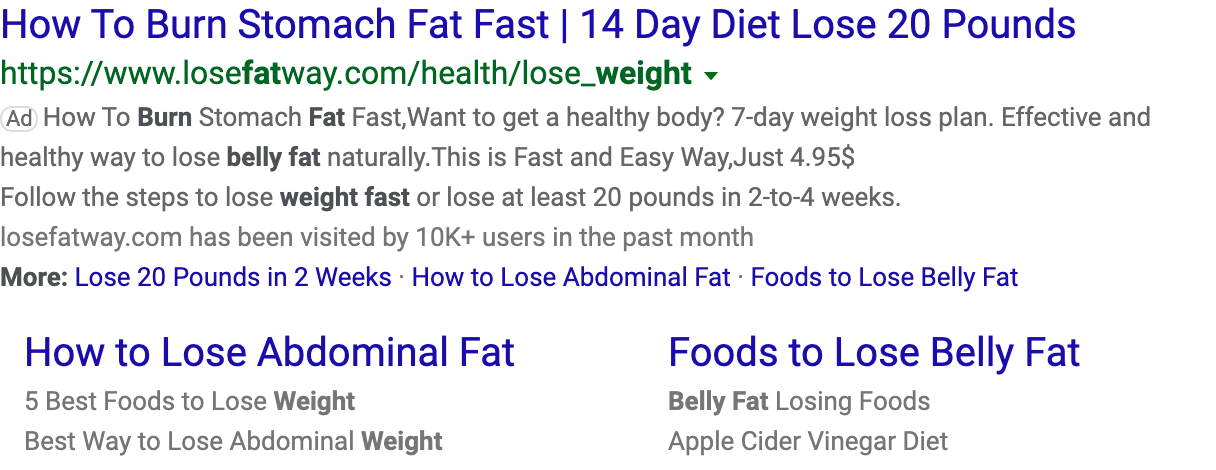 How To Burn Stomach Fat Fast | 14 Day Diet Lose 20 Pounds
https://www.losefatway.com/health/lose_weight
Ad How To Burn Stomach Fat Fast,Want to get a healthy body? 7-day weight loss plan. Effective and
healthy way to lose belly fat naturally.This is Fast and Easy Way,Just 4.95$
Follow the steps to lose weight fast or lose at least 20 pounds in 2-to-4 weeks.
losefatway.com has been visited by 10K+ users in the past month
More: Lose 20 Pounds in 2 Weeks · How to Lose Abdominal Fat · Foods to Lose Belly Fat
How to Lose Abdominal Fat
5 Best Foods to Lose Weight
Best Way to Lose Abdominal Weight
Foods to Lose Belly Fat
Belly Fat Losing Foods
Apple Cider Vinegar Diet